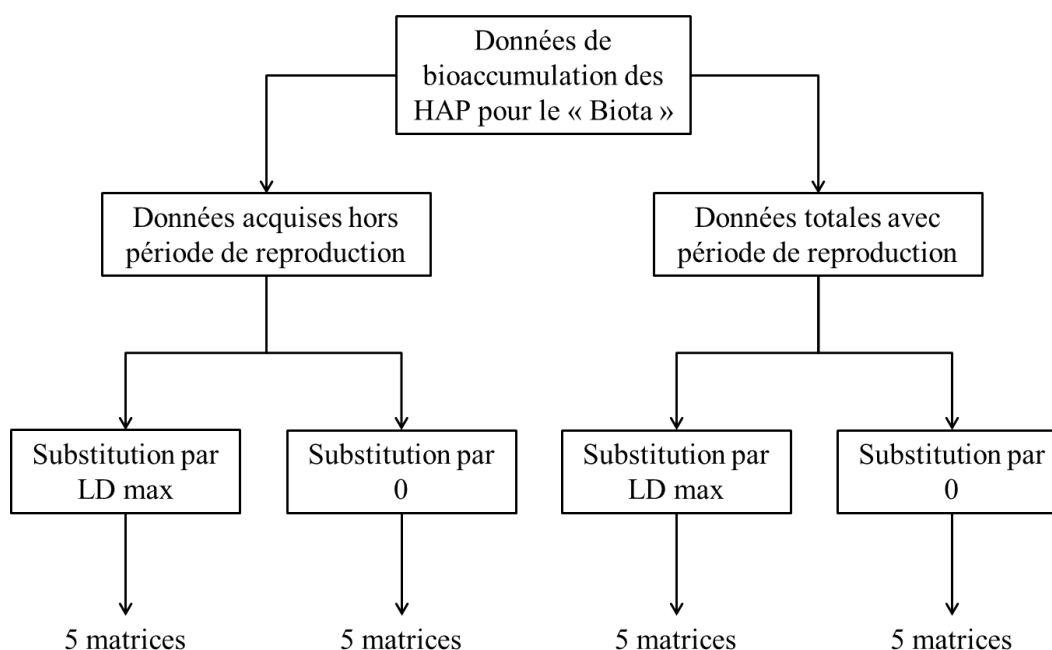 Données de
bioaccumulation des
HAP pour le « Biota »
Données acquises hors
période de reproduction
Données totales avec
période de reproduction
Substitution par
LD max
Substitution par
0
Substitution par
LD max
Substitution par
0
5 matrices
5 matrices
5 matrices
5 matrices